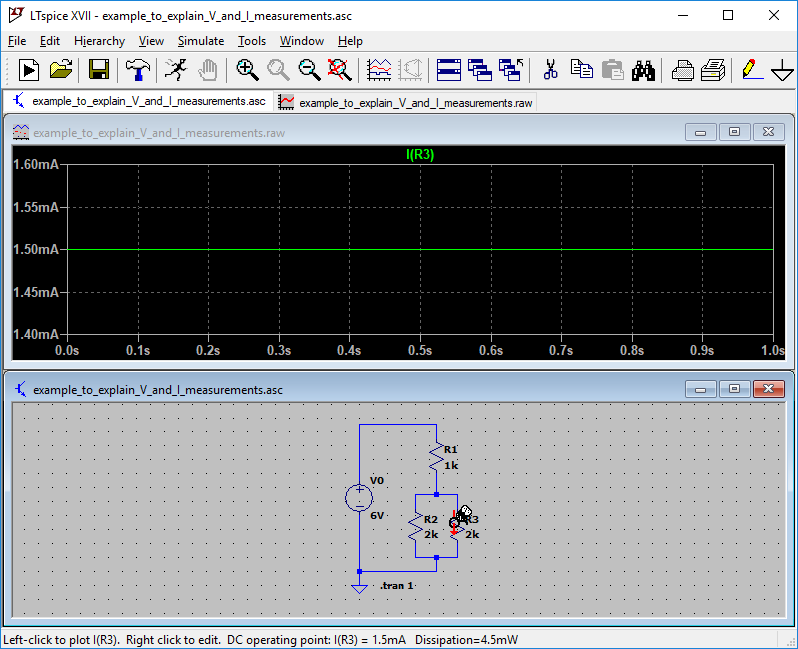 LTspice XVII - example_to_explain_V_and_I_measurements.asc
File Edit Hierarchy View Simulate Tools Window Help
example_to_explain_V_and_I_measurements.asc example_to_explain_V_and_I_measurements.raw
example_to_explain_V_and_I_measurements.raw
I(R3)
1.60mA
1.55mA
1.50mA
1.45mA
1.40mA
0.0s 0.1s 0.2s 0.3s 0.4s 0.5s 0.6s 0.7s 0.8s 0.9s 1.0s
example_to_explain_V_and_I_measurements.asc
R1
1k
V0
6V
R2
2k
R3
2k
.tran 1
Left-click to plot I(R3). Right click to edit. DC operating point: I(R3) = 1.5mA Dissipation=4.5mW